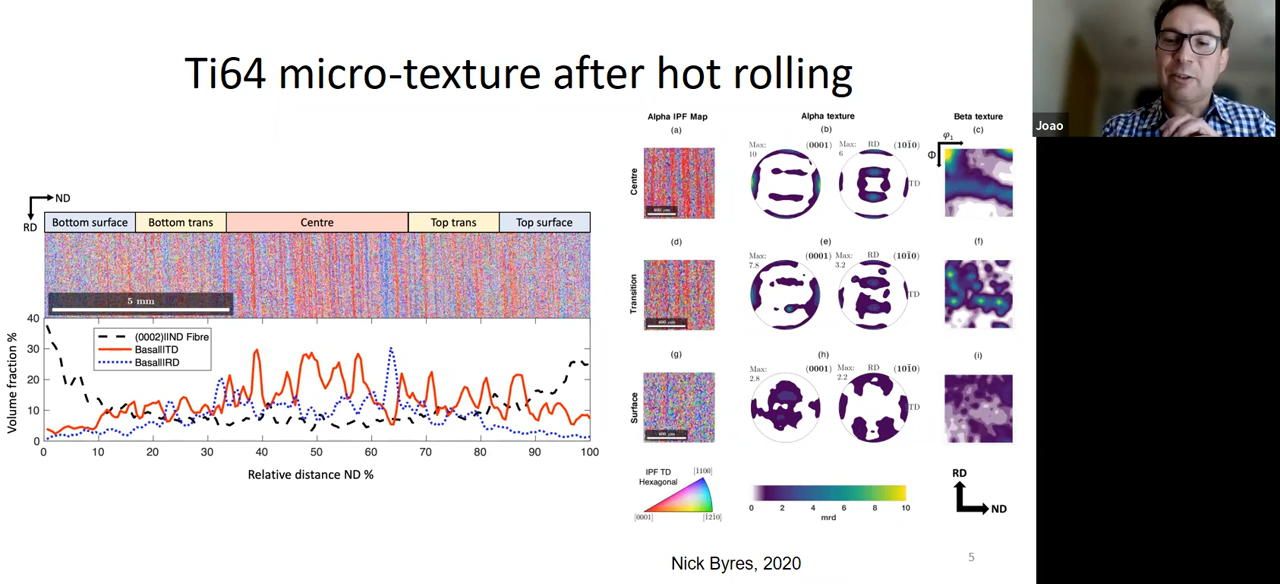 Ti64 micro-texture after hot rolling
Joao
ND
RD
Bottom surface
Bottom trans
Centre
Top trans
Top surface
5 mm
Volume fraction %
40
30
20
10
0
(0002)||ND Fibre
Basal||TD
Basal||RD
0
10
20
30
40
50
60
70
80
90
100
Relative distance ND %
Alpha IPF Map
Alpha texture
Beta texture
(a)
(b)
(c)
Centre
Max:
10
(0001)
Max:
6
RD
(101̄0)
TD
φ1
Φ
(d)
(e)
(f)
Transition
Max:
7.8
(0001)
Max:
3.2
RD
(101̄0)
TD
(g)
(h)
(i)
Surface
Max:
2.8
(0001)
Max:
2.2
RD
(101̄0)
TD
IPF TD
Hexagonal
[0001]
0
2
4
6
8
10
mrd
RD
ND
Nick Byres, 2020
5